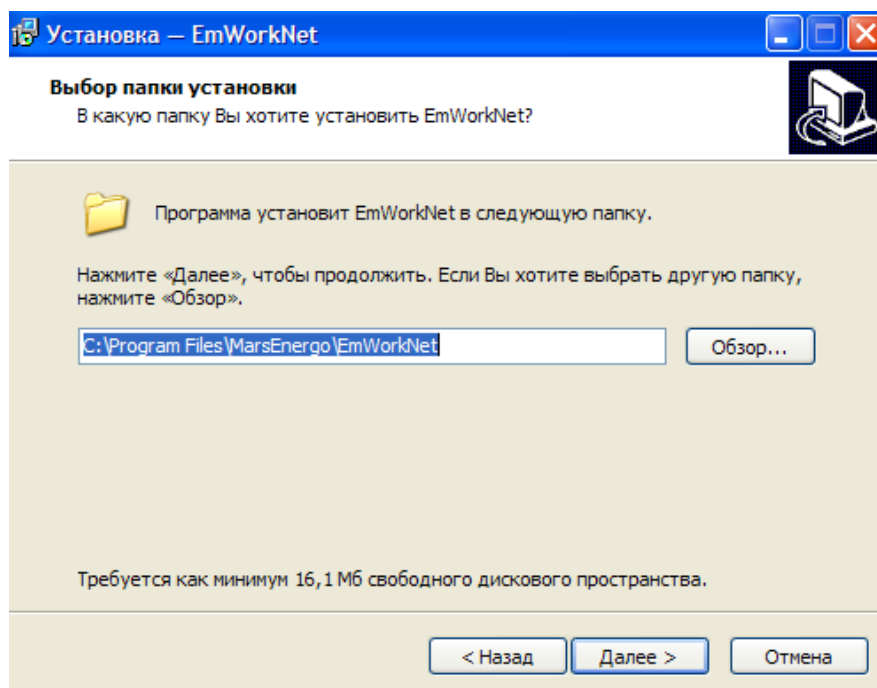 Установка — EmWorkNet
Выбор папки установки
В какую папку Вы хотите установить EmWorkNet?
Программа установит EmWorkNet в следующую папку.
Нажмите «Далее», чтобы продолжить. Если Вы хотите выбрать другую папку,
нажмите «Обзор».
C:\Program Files\MarsEnergo\EmWorkNet
Обзор...
Требуется как минимум 16,1 Мб свободного дискового пространства.
< Назад
Далее >
Отмена